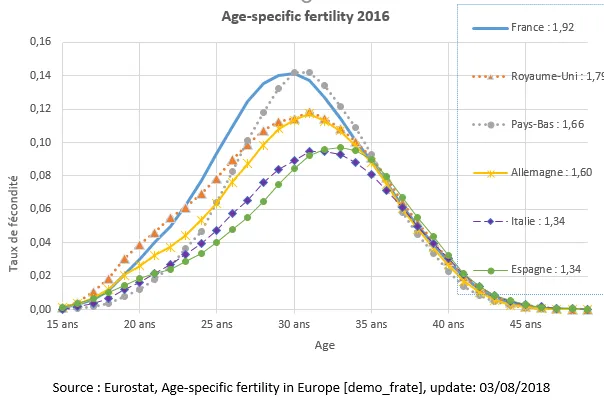 Age-specific fertility 2016
Taux de fécondité
0,16
0,14
0,12
0,10
0,08
0,06
0,04
0,02
0,00
15 ans 20 ans 25 ans 30 ans 35 ans 40 ans 45 ans
Age
France : 1,92
Royaume-Uni : 1,79
Pays-Bas : 1,66
Allemagne : 1,60
Italie : 1,34
Espagne : 1,34
Source : Eurostat, Age-specific fertility in Europe [demo_frate], update: 03/08/2018